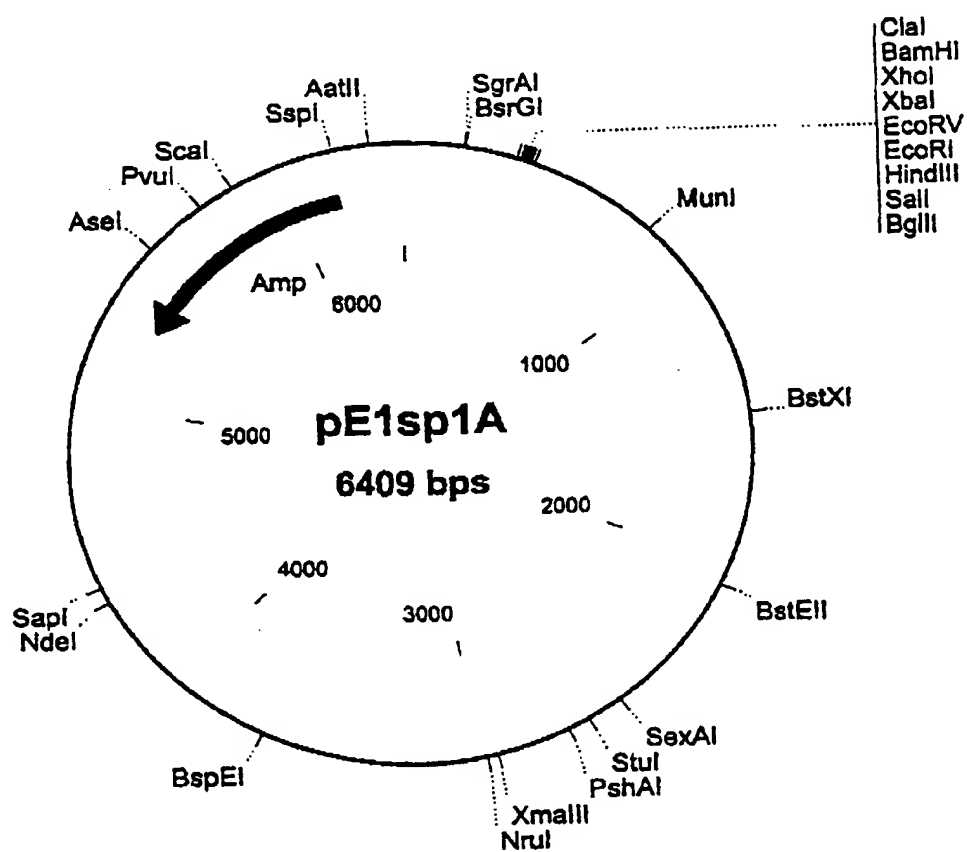 ClaI
BamHI
XhoI
XbaI
EcoRV
EcoRI
HindIII
SalI
BglII
SgrAI
BsrGI
AatII
SspI
ScaI
PvuI
AseI
MunI
Amp
6000
1000
BstXI
pE1sp1A
5000
6409 bps
2000
4000
3000
SapI
NdeI
BstEII
SexAI
StuI
PshAI
BspEI
XmaIII
NruI